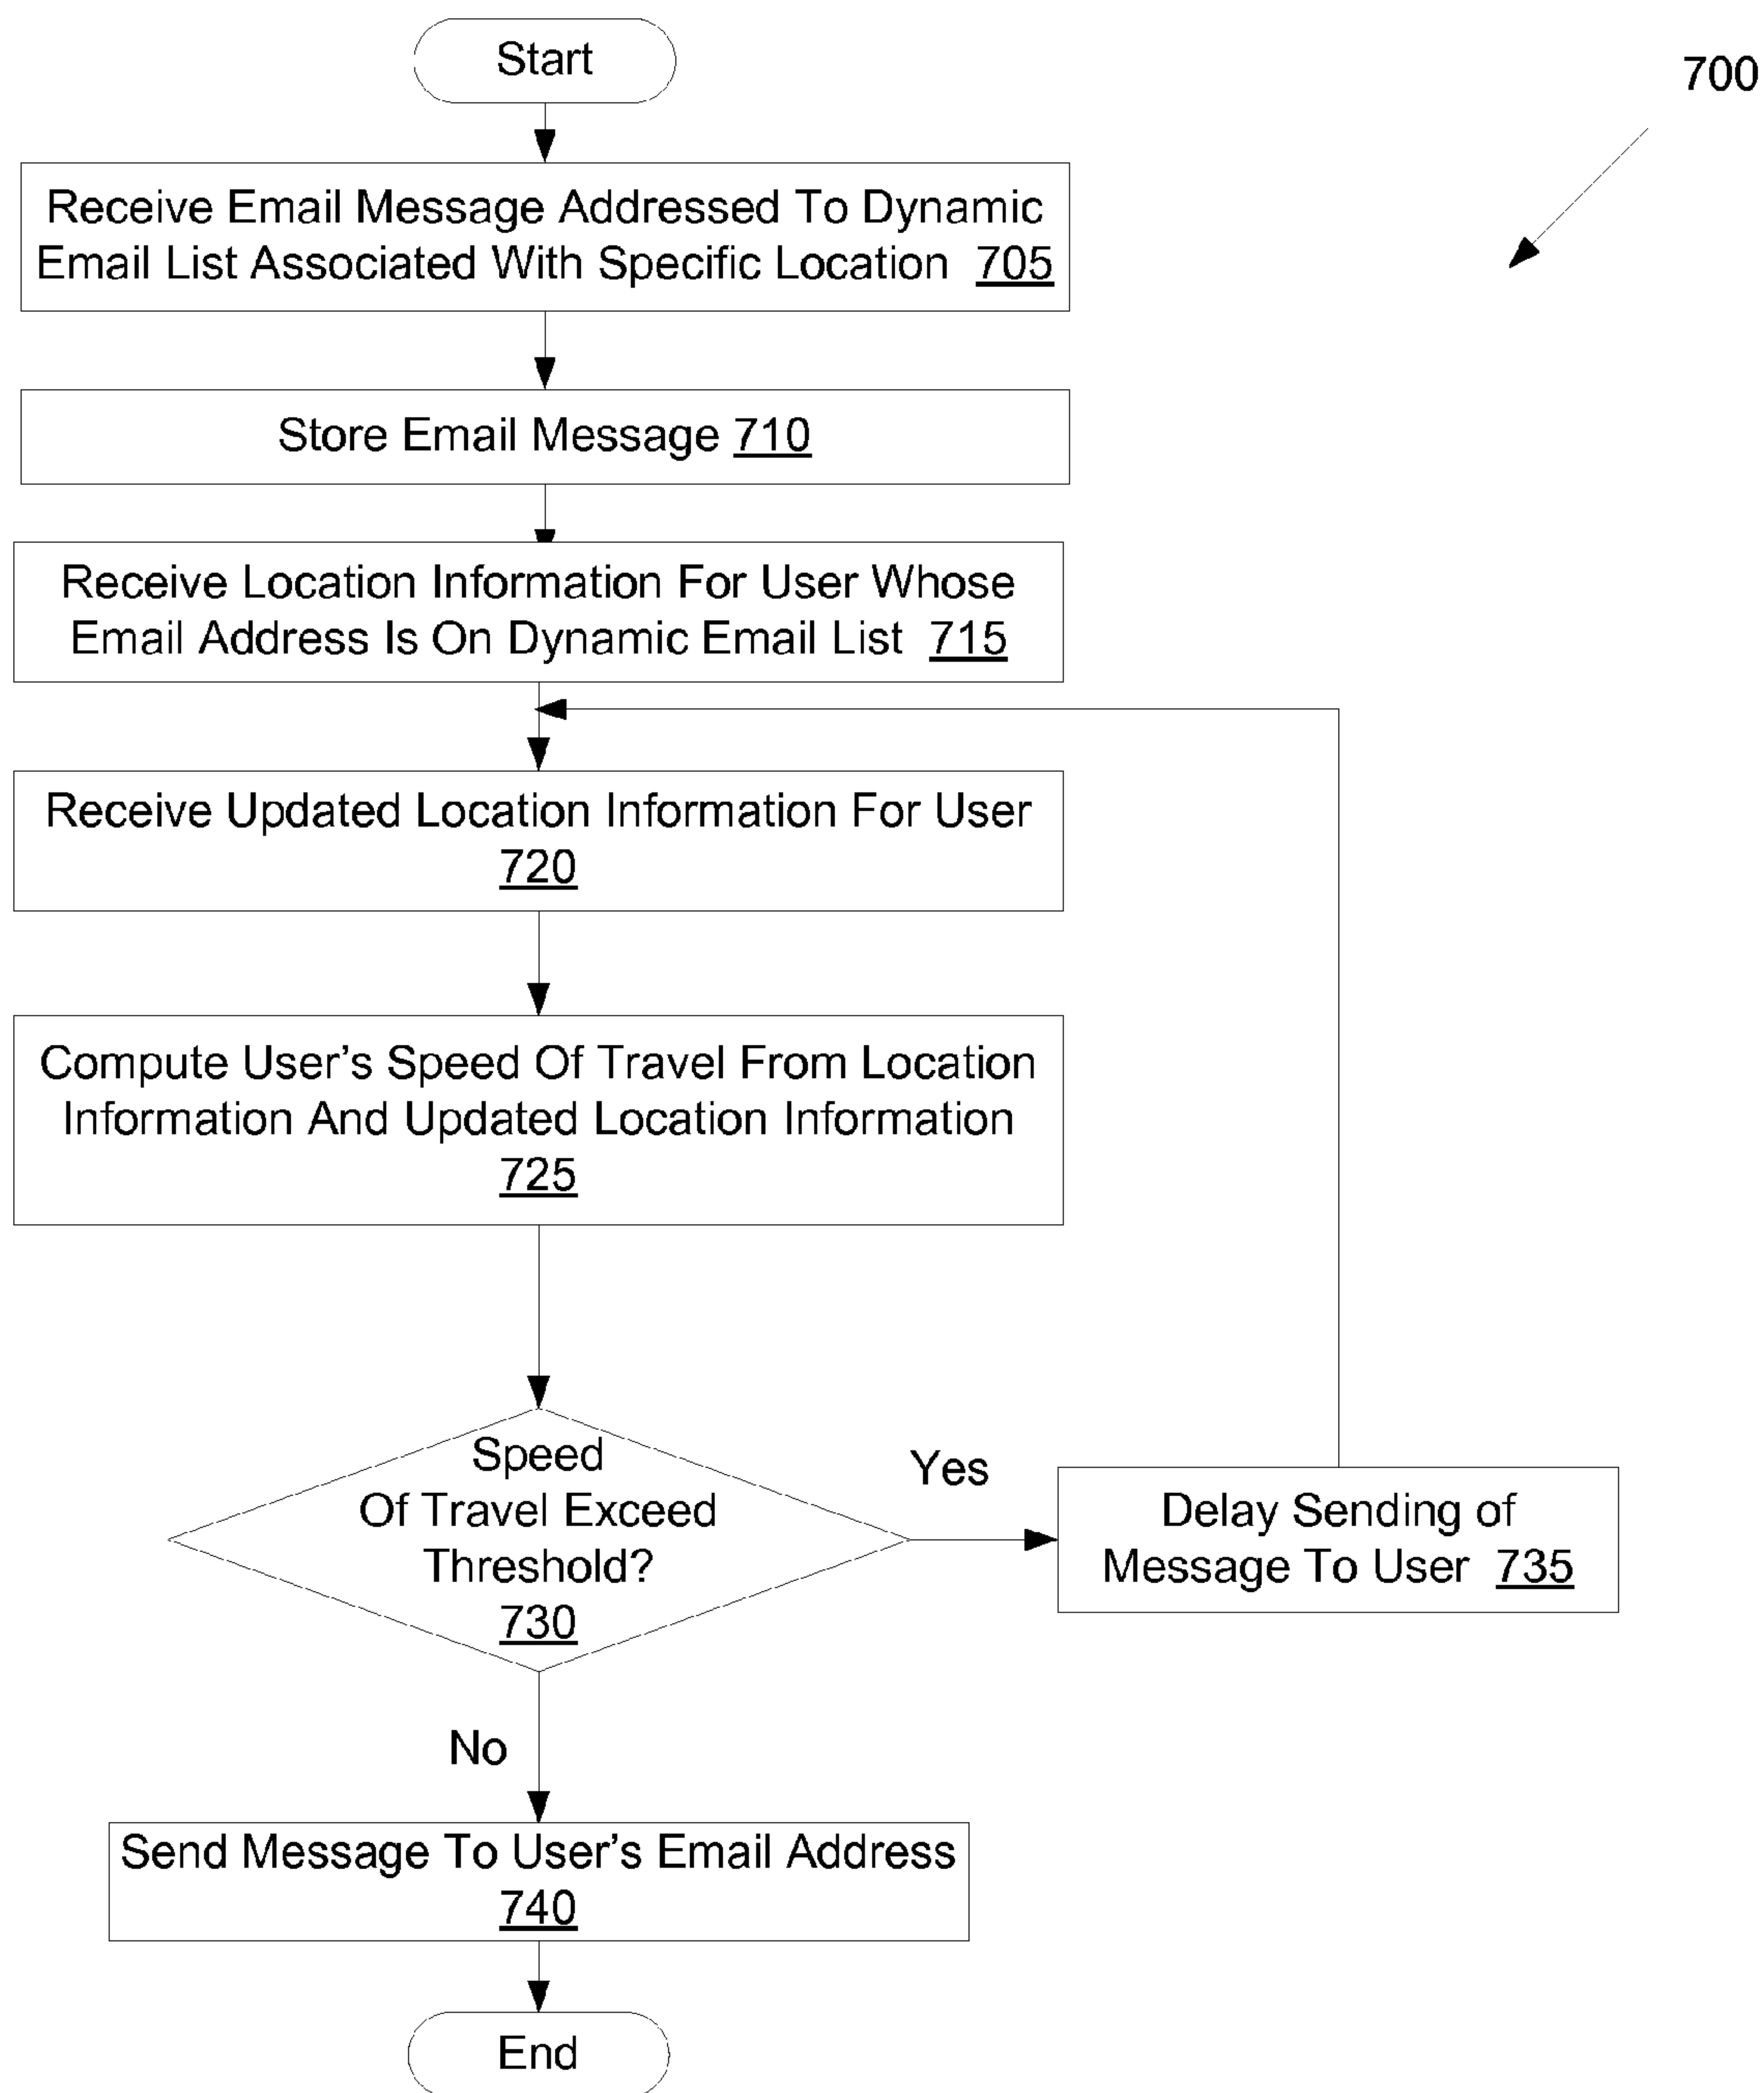 Start
700
Receive Email Message Addressed To Dynamic
Email List Associated With Specific Location 705
Store Email Message 710
Receive Location Information For User Whose
Email Address Is On Dynamic Email List 715
Receive Updated Location Information For User
720
Compute User's Speed Of Travel From Location
Information And Updated Location Information
725
Speed
Of Travel Exceed
Threshold?
730
Yes
Delay Sending of
Message To User 735
No
Send Message To User's Email Address
740
End